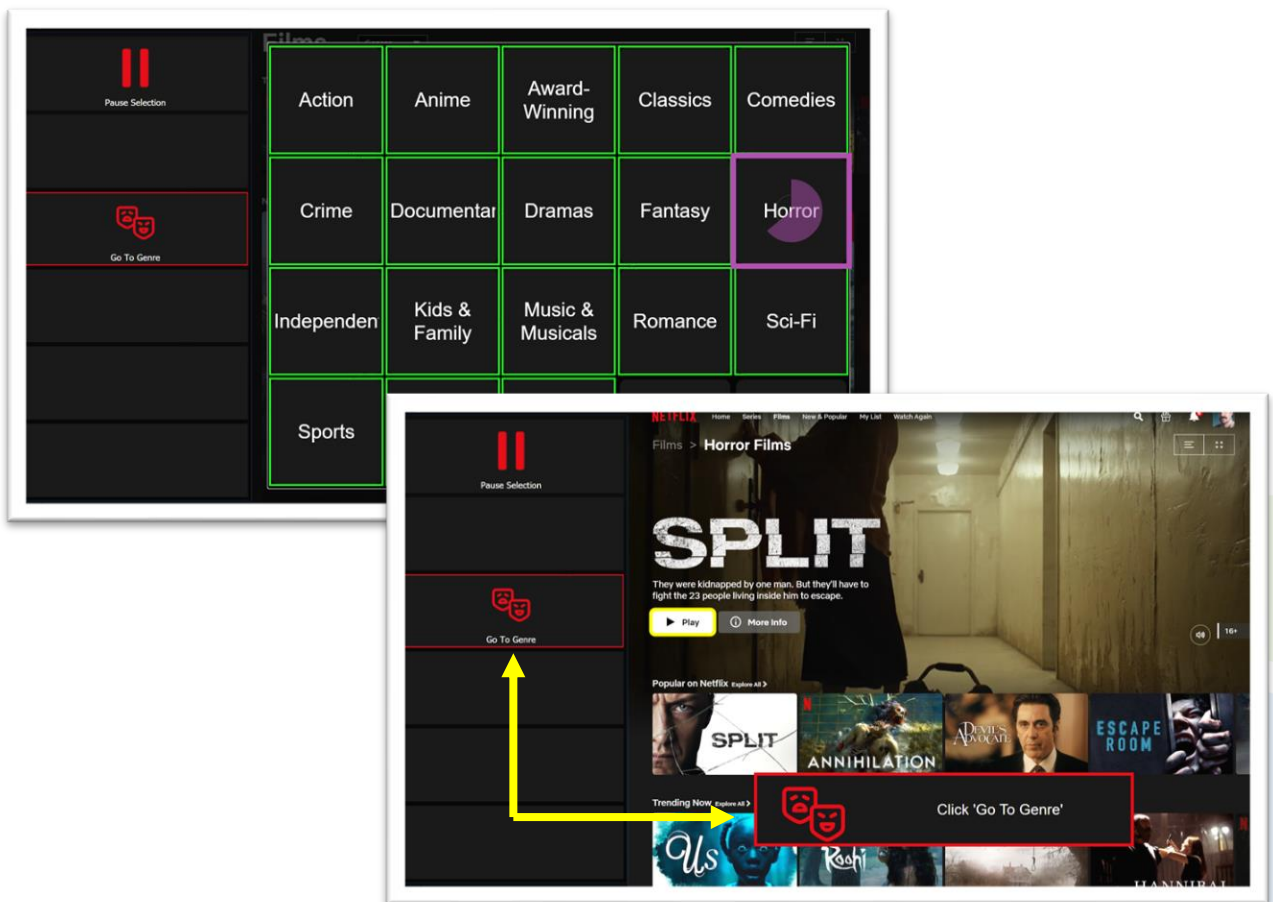 Films
Pause Selection
Go To Genre
Action
Anime
Award-
Winning
Classics
Comedies
Crime
Documentar
Dramas
Fantasy
Horror
Independen
Kids &
Family
Music &
Musicals
Romance
Sci-Fi
Sports
NETFLIX Home Series Films New & Popular My List Watch Again
Films > Horror Films
Pause Selection
SPLIT
They were kidnapped by one man. But they'll have to
fight the 23 people living inside him to escape.
Play
More Info
16+
Go To Genre
Popular on Netflix Explore All >
SPLIT
ANNIHILATION
DEVIL'S
ADVOCATE
ESCAPE
ROOM
Trending Now Explore All >
Click 'Go To Genre'
Us
Roohi
HANNIBAL